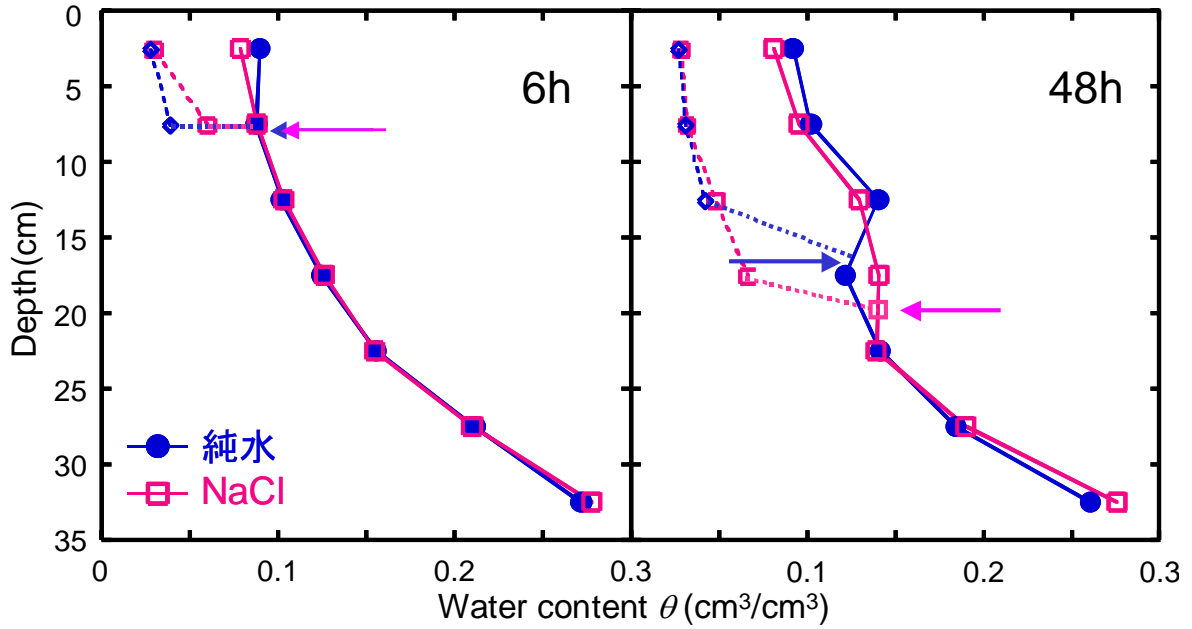 0
5
10
15
20
25
30
35
Depth(cm)
6h
48h
純水
NaCl
0
0.1
0.2
0.3
0.1
0.2
0.3
Water content θ (cm³/cm³)